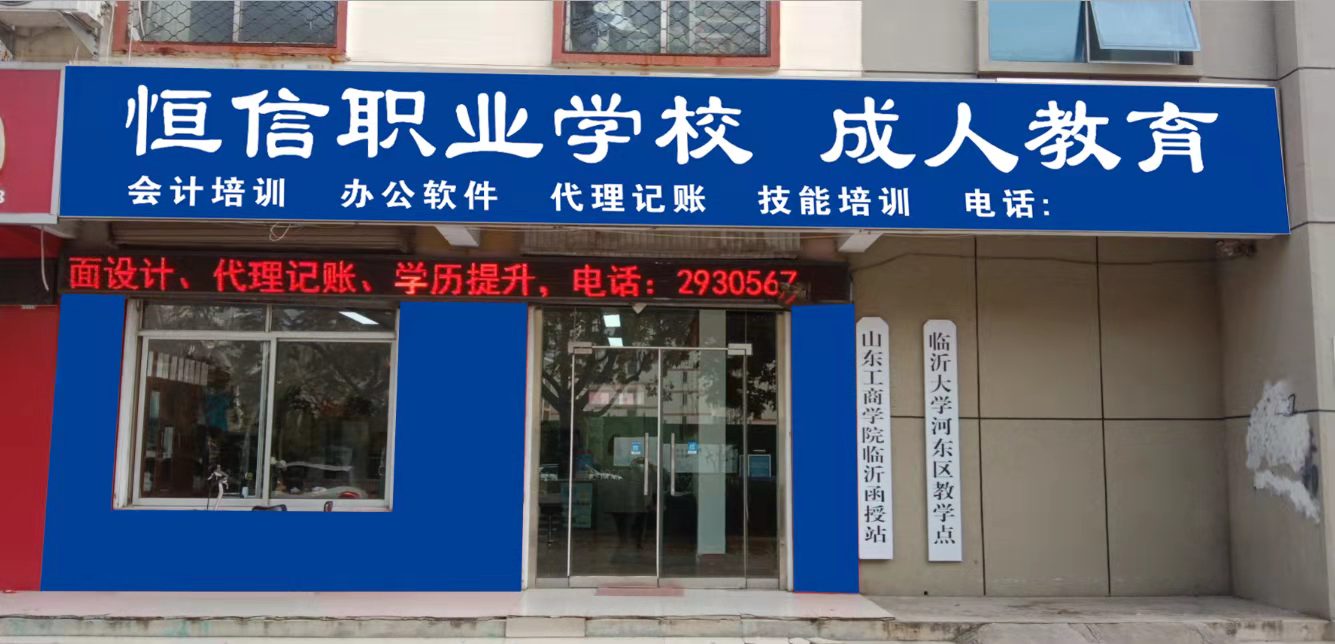 恒信职业学校 成人教育
会计培训 办公软件 代理记账 技能培训 电话:
面设计、代理记账、学历提升，电话：2930567
山东工商学院临沂函授站
临沂大学河东区教学点